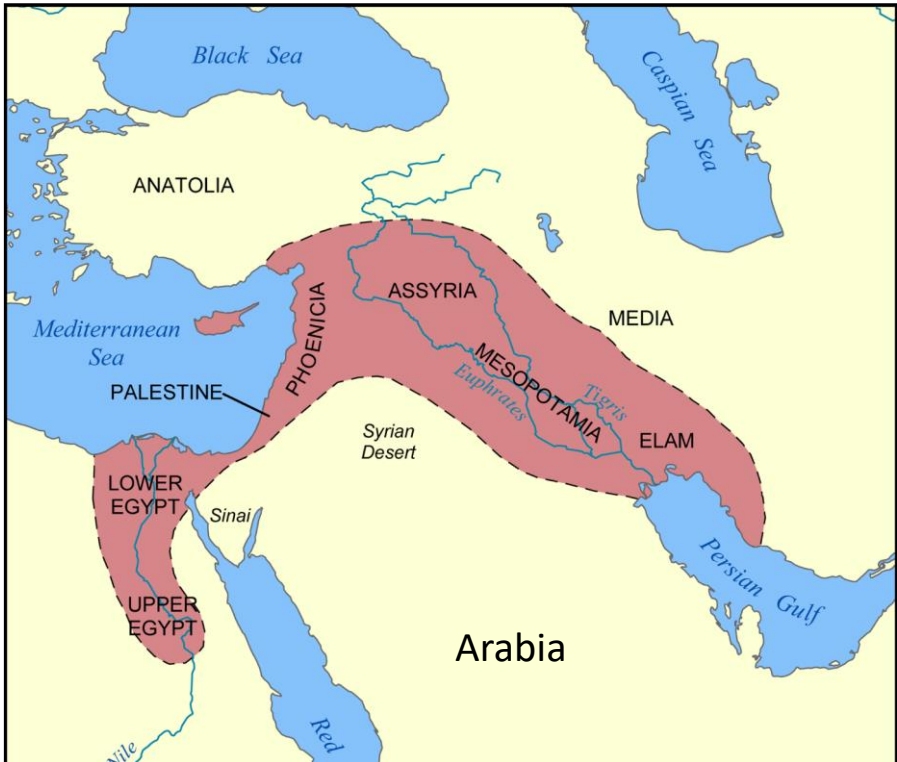 Black Sea
Caspian
Sea
ANATOLIA
ASSYRIA
PHOENICIA
MEDIA
Mediterranean
Sea
MESOPOTAMIA
Euphrates
Tigris
PALESTINE
Syrian
Desert
ELAM
LOWER
EGYPT
Sinai
Persian Gulf
UPPER
EGYPT
Arabia
Red
Nile